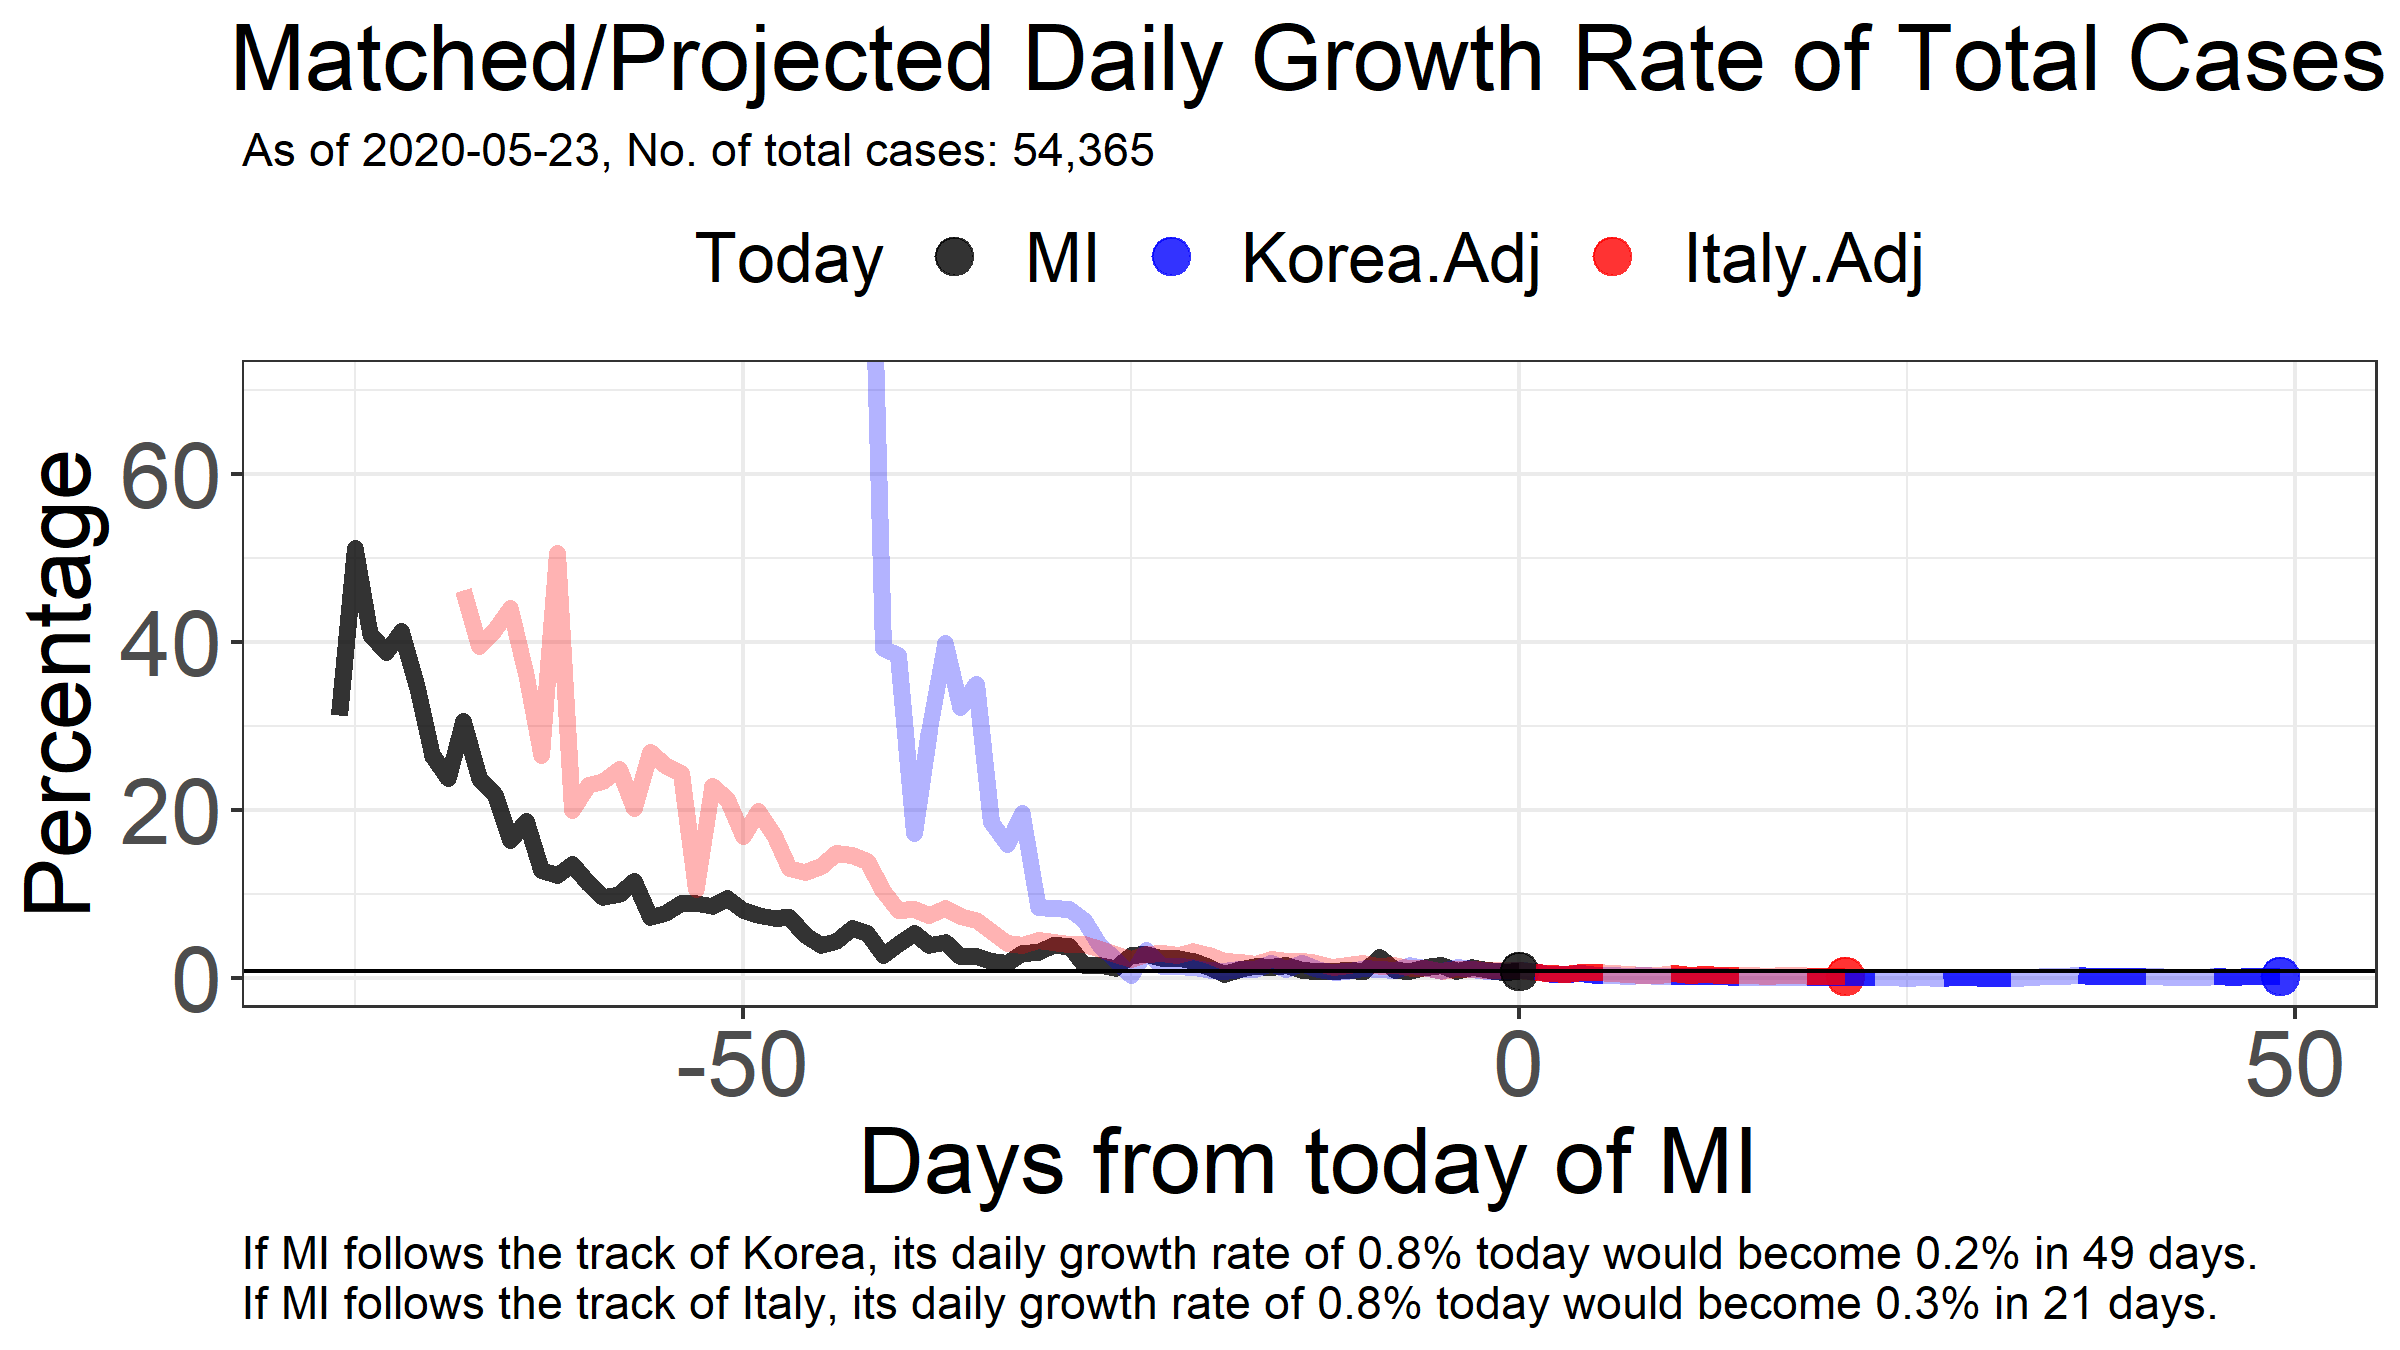 Matched/Projected Daily Growth Rate of Total Cases
As of 2020-05-23, No. of total cases: 54,365
Today MI Korea.Adj Italy.Adj
Percentage
60
40
20
0
-50 0 50
Days from today of MI
If MI follows the track of Korea, its daily growth rate of 0.8% today would become 0.2% in 49 days.
If MI follows the track of Italy, its daily growth rate of 0.8% today would become 0.3% in 21 days.